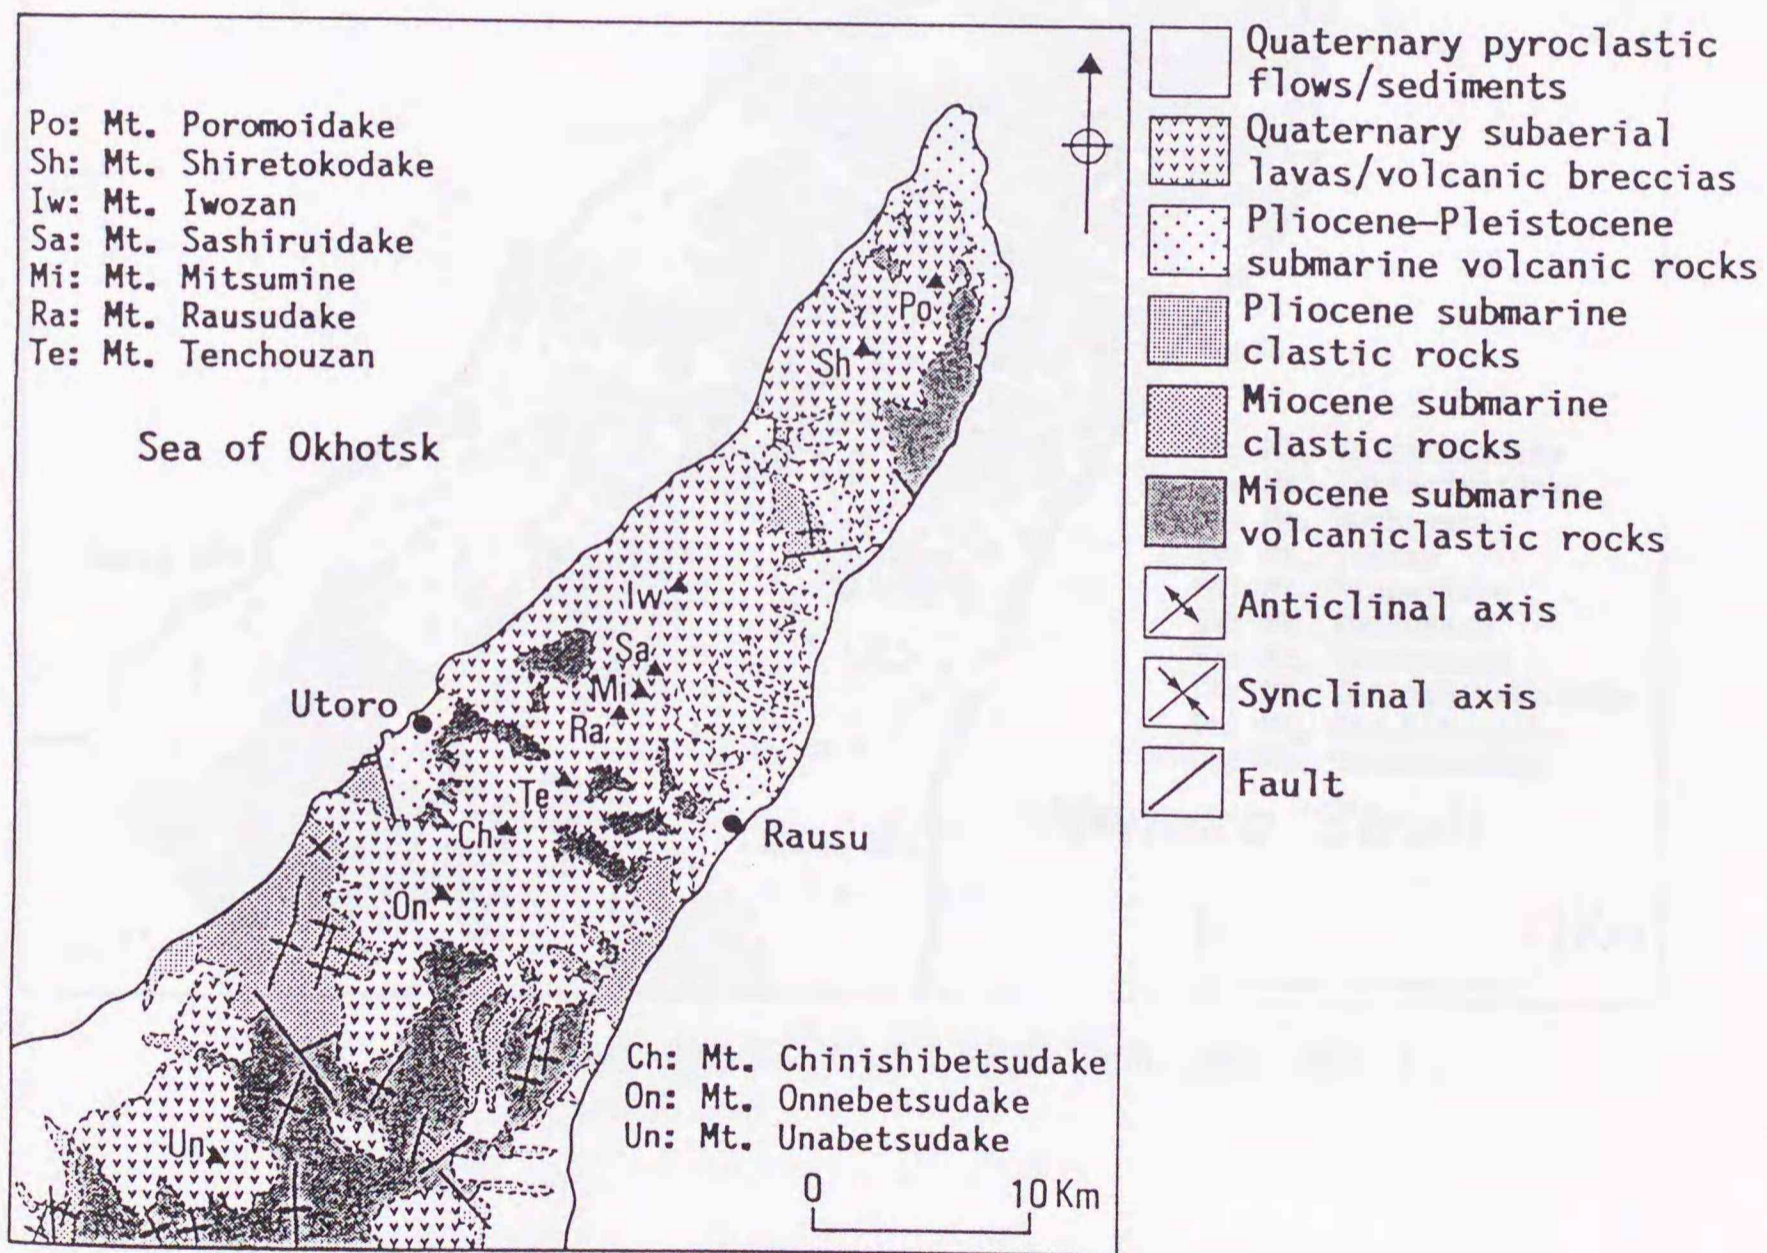 Po: Mt. Poromoidake
Sh: Mt. Shiretokodake
Iw: Mt. Iwozan
Sa: Mt. Sashiruidake
Mi: Mt. Mitsumine
Ra: Mt. Rausudake
Te: Mt. Tenchouzan
Sea of Okhotsk
Po
Sh
Iw
Sa
Mi
Utoro
Ra
Te
Ch
Rausu
On
Un
Ch: Mt. Chinishibetsudake
On: Mt. Onnebetsudake
Un: Mt. Unabetsudake
0 10Km
Quaternary pyroclastic
flows/sediments
Quaternary subaerial
lavas/volcanic breccias
Pliocene–Pleistocene
submarine volcanic rocks
Pliocene submarine
clastic rocks
Miocene submarine
clastic rocks
Miocene submarine
volcaniclastic rocks
Anticlinal axis
Synclinal axis
Fault